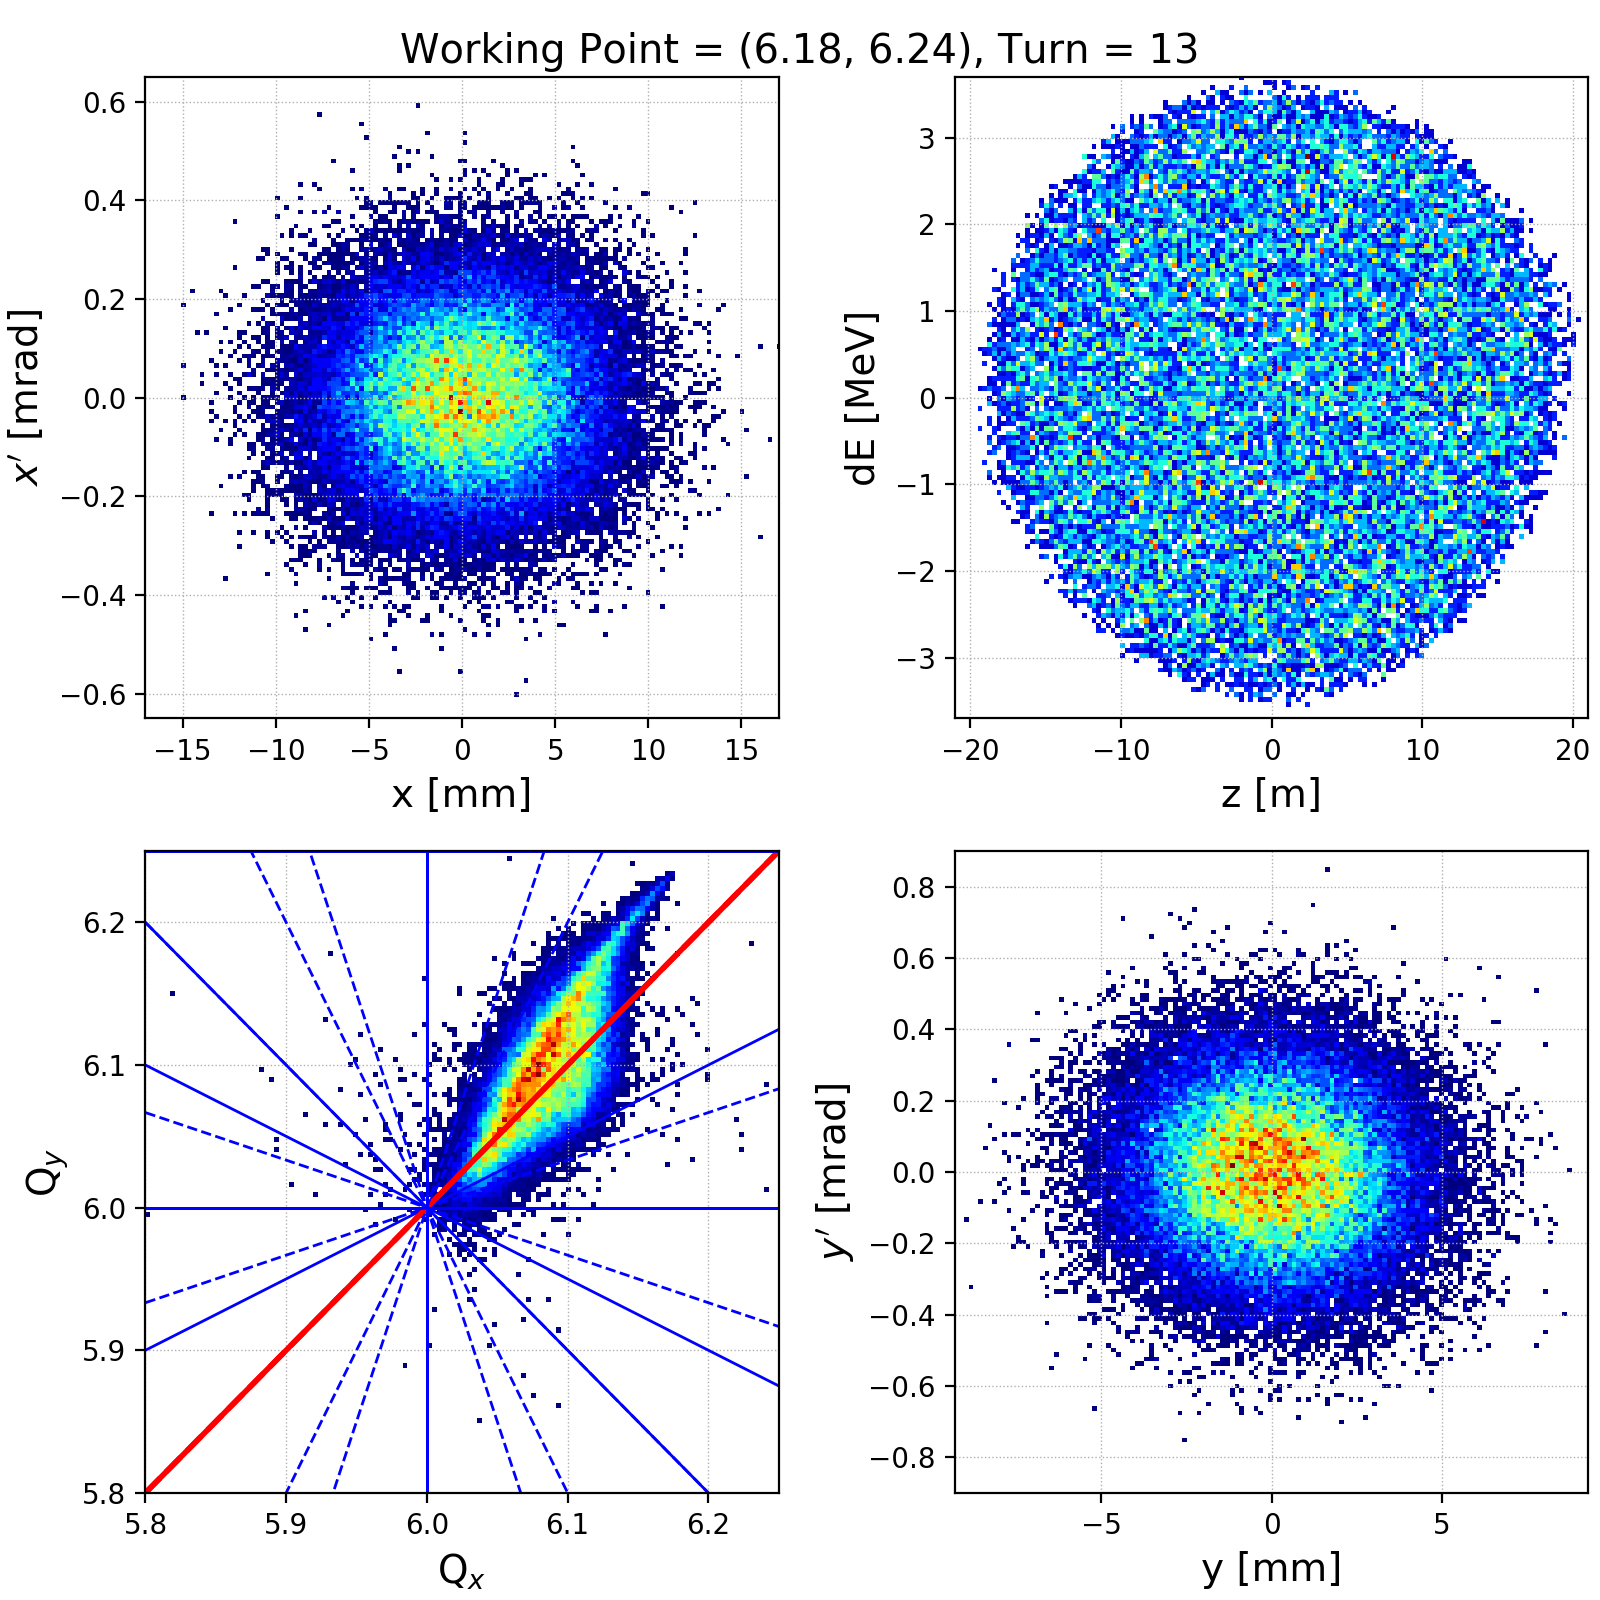 Working Point = (6.18, 6.24), Turn = 13
0.6
0.4
0.2
0.0
−0.2
−0.4
−0.6
x′ [mrad]
−15 −10 −5 0 5 10 15
x [mm]
3
2
1
0
−1
−2
−3
dE [MeV]
−20 −10 0 10 20
z [m]
6.2
6.1
6.0
5.9
5.8
Qy
5.8 5.9 6.0 6.1 6.2
Qx
0.8
0.6
0.4
0.2
0.0
−0.2
−0.4
−0.6
−0.8
y′ [mrad]
−5 0 5
y [mm]